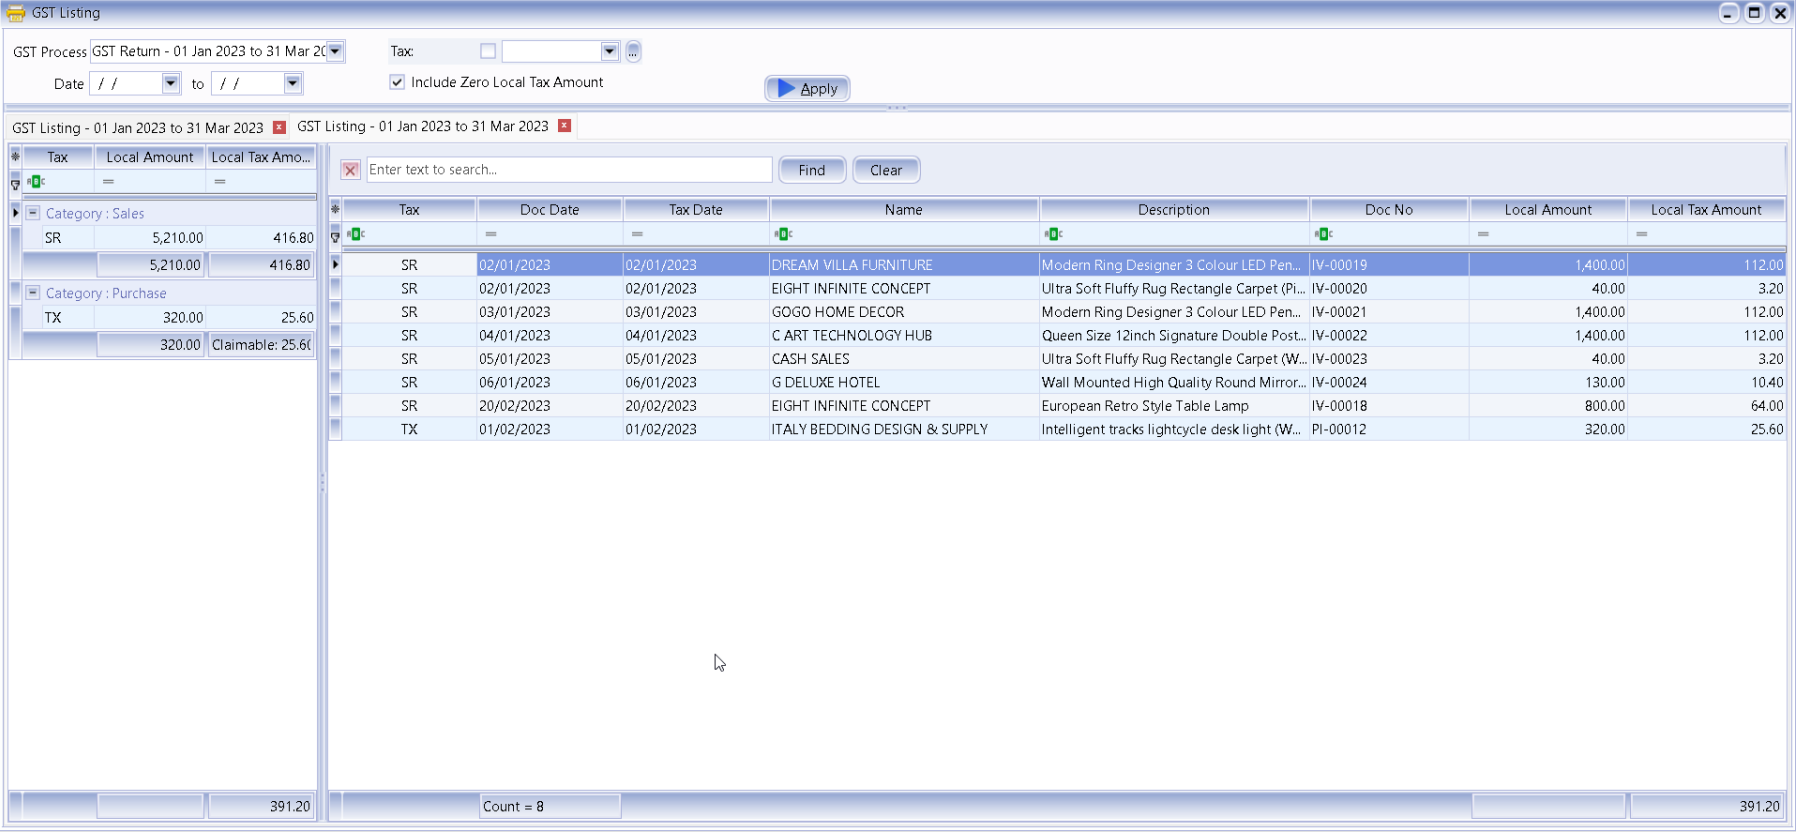 GST Listing
GST Process GST Return - 01 Jan 2023 to 31 Mar 20 Tax: ...
Date / / to / / Include Zero Local Tax Amount Apply
GST Listing - 01 Jan 2023 to 31 Mar 2023 GST Listing - 01 Jan 2023 to 31 Mar 2023
Tax Local Amount Local Tax Amo...
Category : Sales
SR 5,210.00 416.80
5,210.00 416.80
Category : Purchase
TX 320.00 25.60
320.00 Claimable: 25.60
391.20
Enter text to search... Find Clear
Tax Doc Date Tax Date Name Description Doc No Local Amount Local Tax Amount
SR 02/01/2023 02/01/2023 DREAM VILLA FURNITURE Modern Ring Designer 3 Colour LED Pen... IV-00019 1,400.00 112.00
SR 02/01/2023 02/01/2023 EIGHT INFINITE CONCEPT Ultra Soft Fluffy Rug Rectangle Carpet (Pi... IV-00020 40.00 3.20
SR 03/01/2023 03/01/2023 GOGO HOME DECOR Modern Ring Designer 3 Colour LED Pen... IV-00021 1,400.00 112.00
SR 04/01/2023 04/01/2023 C ART TECHNOLOGY HUB Queen Size 12inch Signature Double Post... IV-00022 1,400.00 112.00
SR 05/01/2023 05/01/2023 CASH SALES Ultra Soft Fluffy Rug Rectangle Carpet (W... IV-00023 40.00 3.20
SR 06/01/2023 06/01/2023 G DELUXE HOTEL Wall Mounted High Quality Round Mirror... IV-00024 130.00 10.40
SR 20/02/2023 20/02/2023 EIGHT INFINITE CONCEPT European Retro Style Table Lamp IV-00018 800.00 64.00
TX 01/02/2023 01/02/2023 ITALY BEDDING DESIGN & SUPPLY Intelligent tracks lightcycle desk light (W... PI-00012 320.00 25.60
Count = 8 391.20